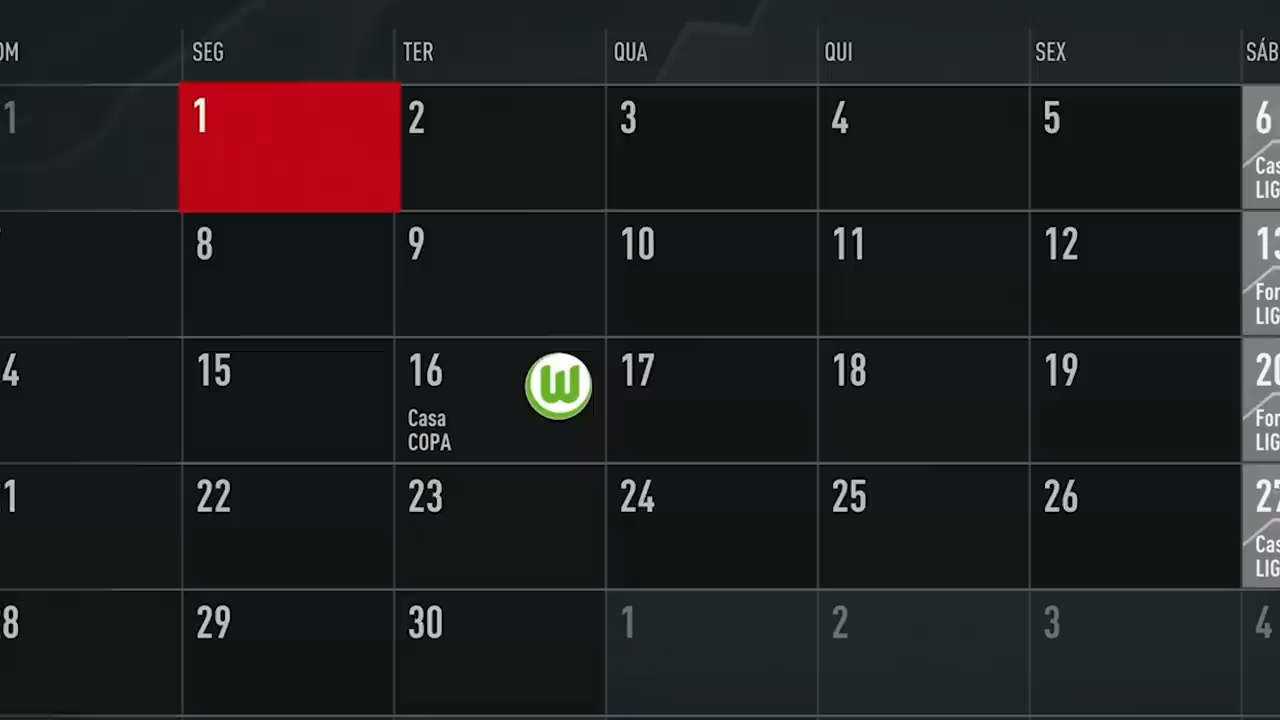 SEG TER QUA QUI SEX SÁB
1 1 2 3 4 5 6
8 9 10 11 12
15 16 17 18 19
Casa
COPA
22 23 24 25 26
29 30 1 2 3 4